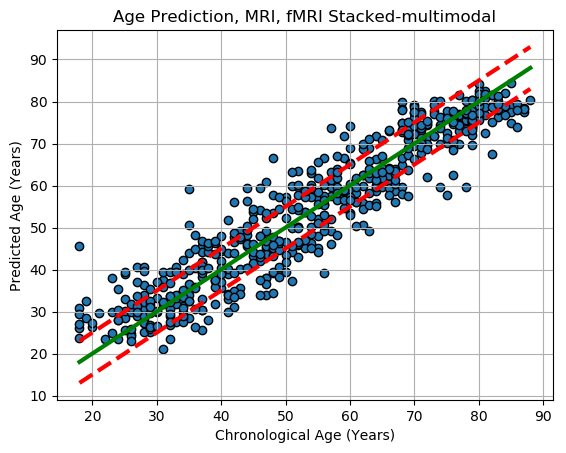 Age Prediction, MRI, fMRI Stacked-multimodal
90
80
70
60
50
40
30
20
10
Predicted Age (Years)
20 30 40 50 60 70 80 90
Chronological Age (Years)